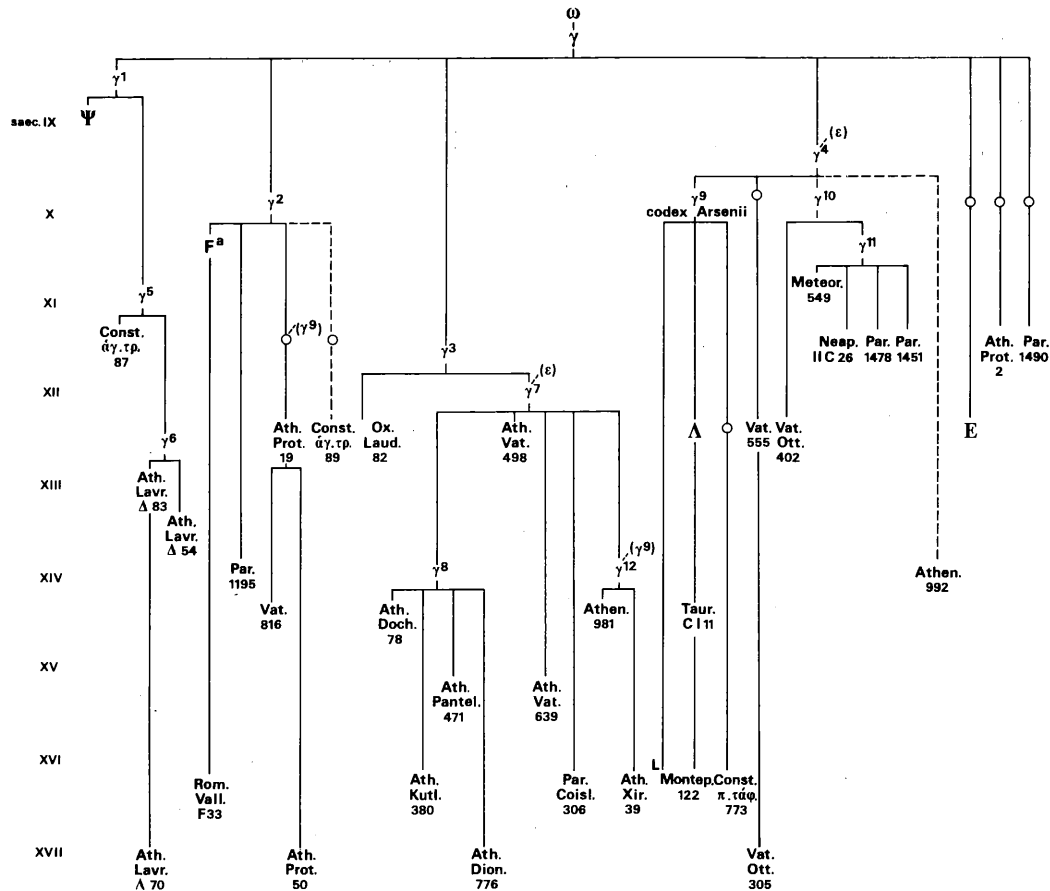 ω
γ
γ1
(ε)
saec. IX
Ψ
γ4
γ2
γ9
γ10
X
codex Arsenii
Fa
γ11
γ5
Meteor.
549
XI
Const.
ἁγ.τρ.
87
(γ9)
Neap.
II C 26
Par.
1478
Par.
1451
Ath.
Prot.
2
Par.
1490
γ3
(ε)
XII
γ7
γ6
Ath.
Prot.
19
Const.
ἁγ.τρ.
89
Ox.
Laud.
82
Ath.
Vat.
498
Λ
Vat.
555
Vat.
Ott.
402
E
XIII
Ath.
Lavr.
Δ 83
Ath.
Lavr.
Δ 54
(γ9)
XIV
Par.
1195
γ8
γ12
Athen.
992
Vat.
816
Ath.
Doch.
78
Athen.
981
Taur.
C I 11
XV
Ath.
Pantel.
471
Ath.
Vat.
639
XVI
L
Rom.
Vall.
F33
Ath.
Kutl.
380
Par.
Coisl.
306
Ath.
Xir.
39
Montep.
122
Const.
π.τάφ.
773
XVII
Ath.
Lavr.
Δ 70
Ath.
Prot.
50
Ath.
Dion.
776
Vat.
Ott.
305